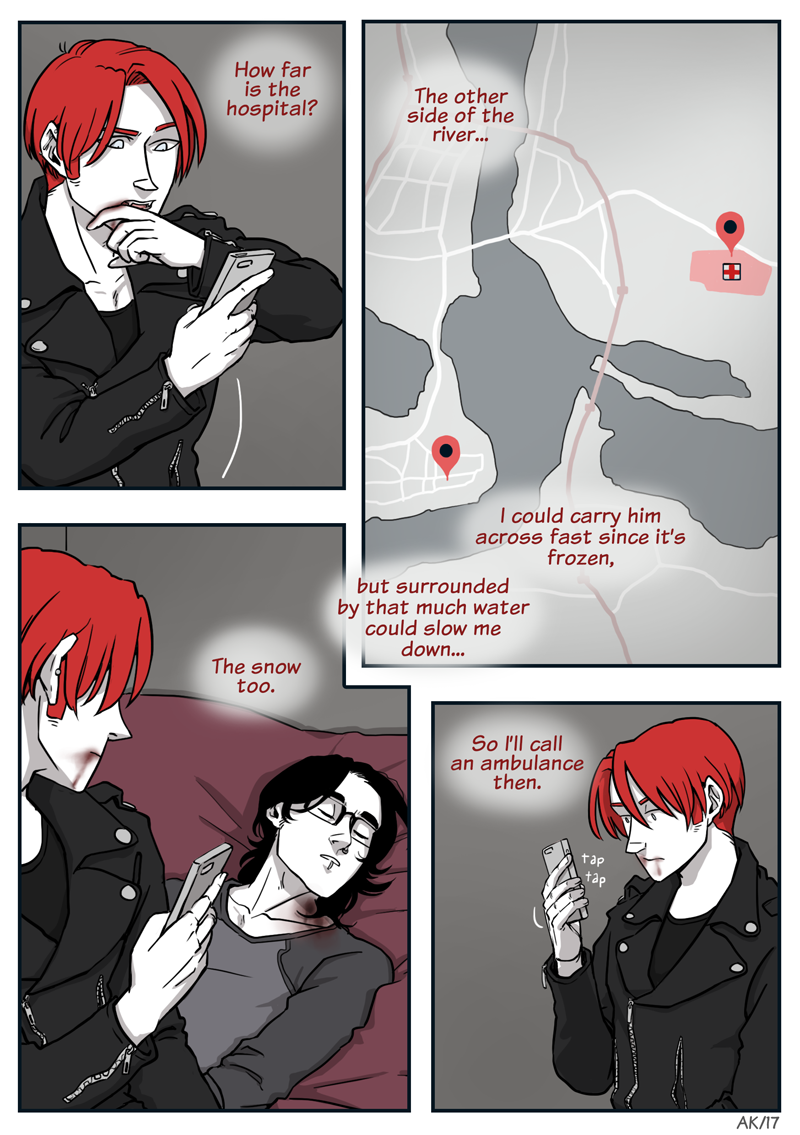 How far
is the
hospital?
The other
side of the
river...
I could carry him
across fast since it's
frozen,
but surrounded
by that much water
could slow me
down...
The snow
too.
So I'll call
an ambulance
then.
tap
tap
AK/17